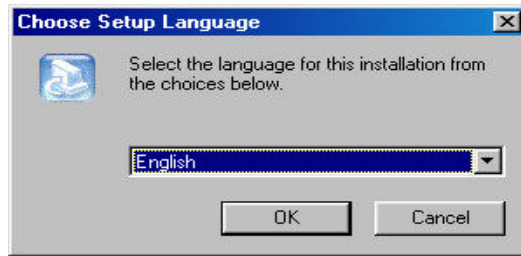 Choose Setup Language
Select the language for this installation from
the choices below.
English
OK
Cancel